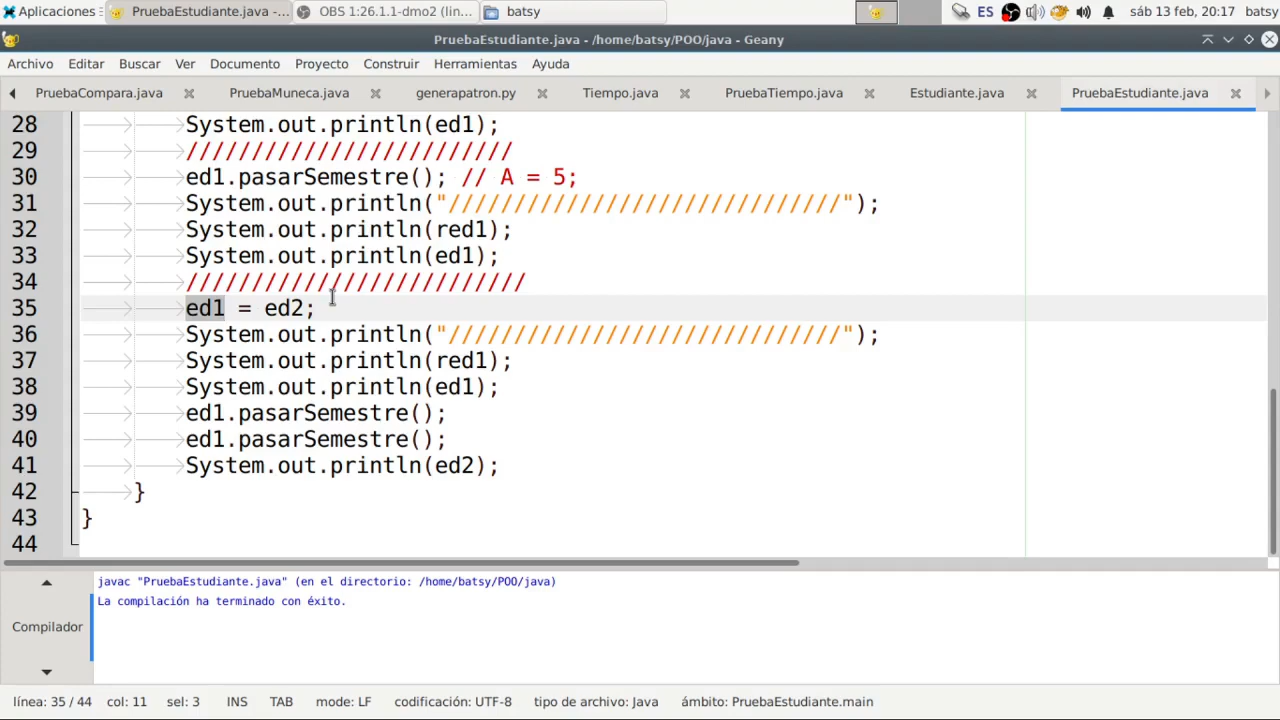 Aplicaciones
PruebaEstudiante.java -...
OBS 1:26.1.1-dmo2 (lin...
batsy
ES
sáb 13 feb, 20:17
batsy
PruebaEstudiante.java - /home/batsy/POO/java - Geany
Archivo Editar Buscar Ver Documento Proyecto Construir Herramientas Ayuda
PruebaCompara.java PruebaMuneca.java generapatron.py Tiempo.java PruebaTiempo.java Estudiante.java PruebaEstudiante.java
28 System.out.println(ed1);
29 /////////////////////////
30 ed1.pasarSemestre(); // A = 5;
31 System.out.println("//////////////////////////////");
32 System.out.println(red1);
33 System.out.println(ed1);
34 //////////////////////////
35 ed1 = ed2;
36 System.out.println("//////////////////////////////");
37 System.out.println(red1);
38 System.out.println(ed1);
39 ed1.pasarSemestre();
40 ed1.pasarSemestre();
41 System.out.println(ed2);
42 }
43 }
44
javac "PruebaEstudiante.java" (en el directorio: /home/batsy/POO/java)
La compilación ha terminado con éxito.
Compilador
línea: 35 / 44 col: 11 sel: 3 INS TAB mode: LF codificación: UTF-8 tipo de archivo: Java ámbito: PruebaEstudiante.main